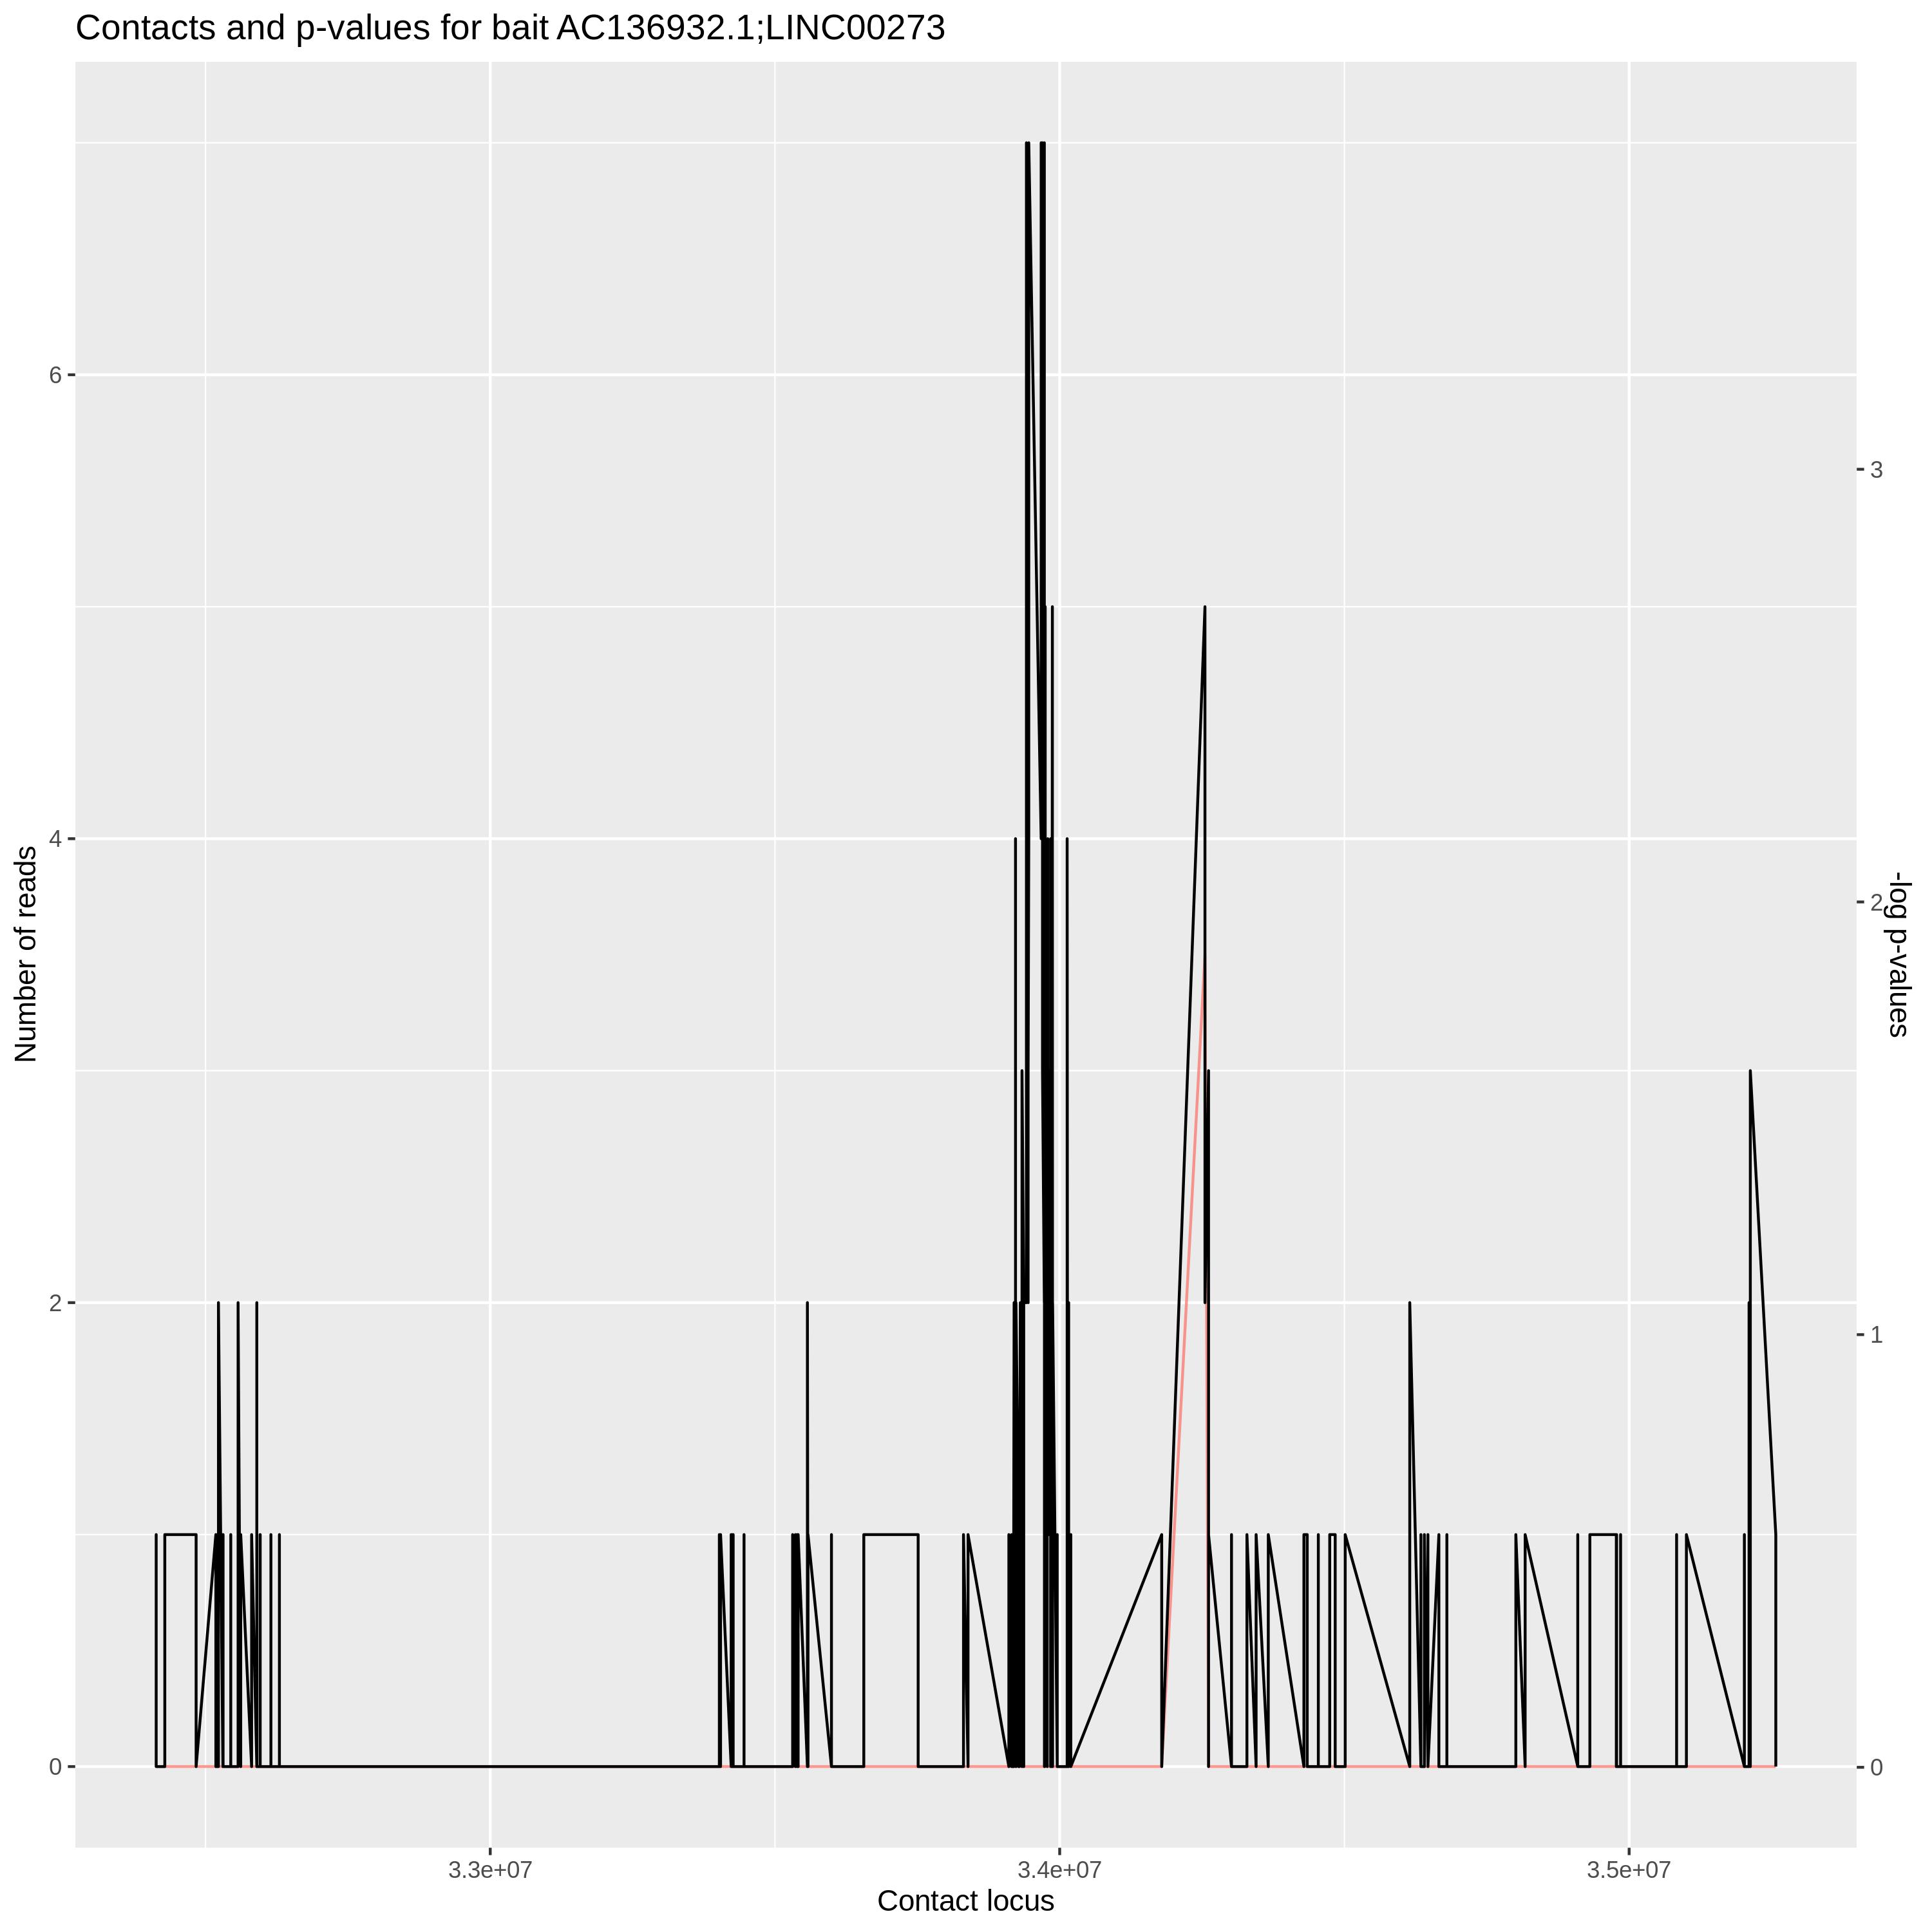 Contacts and p-values for bait AC136932.1;LINC00273
Number of reads
6
4
2
0
3
2
1
0
-log p-values
3.3e+07
3.4e+07
3.5e+07
Contact locus